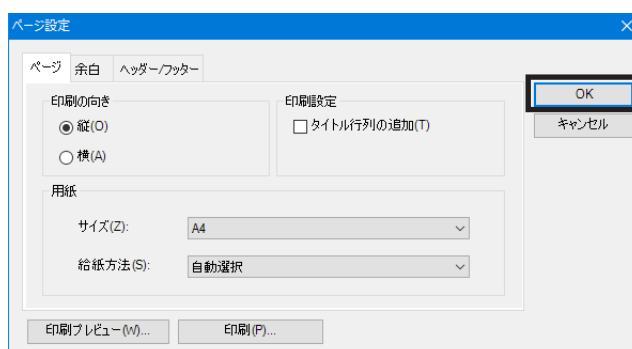 ページ設定
ページ 余白 ヘッダー/フッター
印刷の向き
縦(O)
横(A)
印刷設定
タイトル行列の追加(T)
OK
キャンセル
用紙
サイズ(Z): A4
給紙方法(S): 自動選択
印刷プレビュー(W)... 印刷(P)...